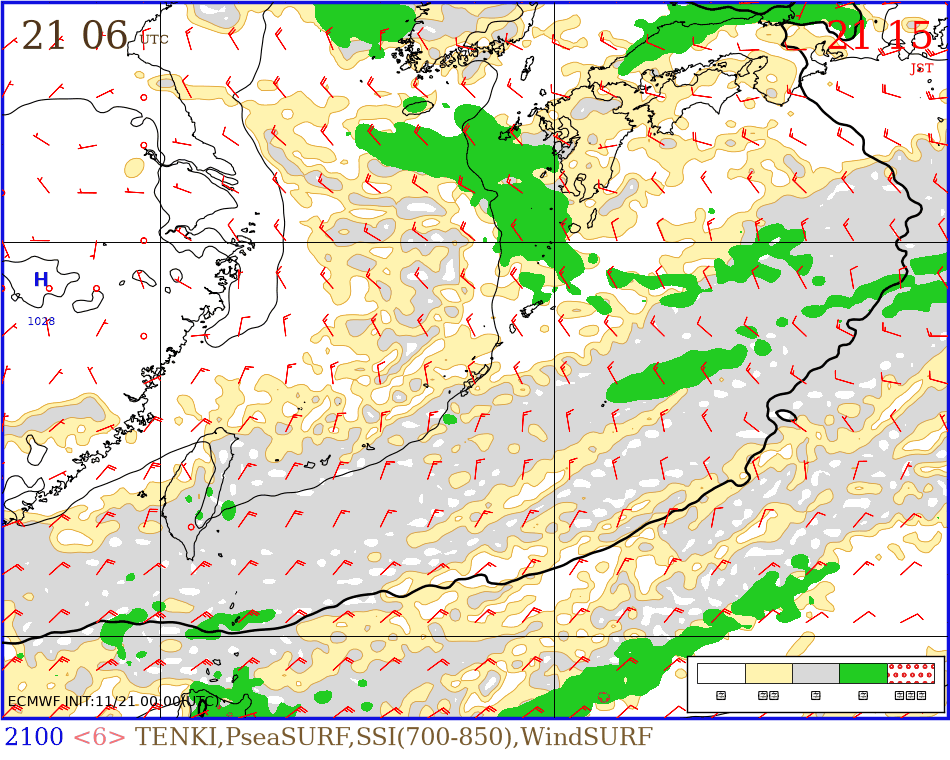 21 06 UTC
21 15
JST
H
1028
ECMWF INIT:11/21.00:00(UTC)
2100 <6> TENKI,PseaSURF,SSI(700-850),WindSURF